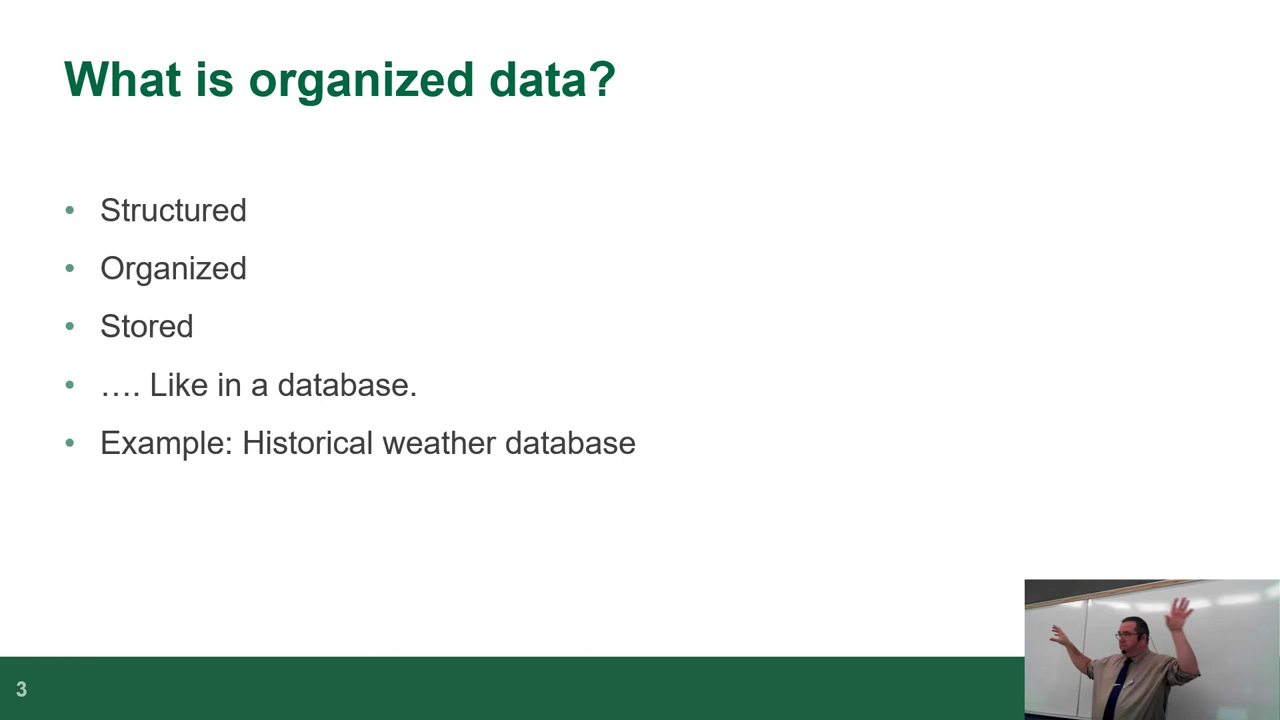 What is organized data?
• Structured
• Organized
• Stored
• …. Like in a database.
• Example: Historical weather database
3